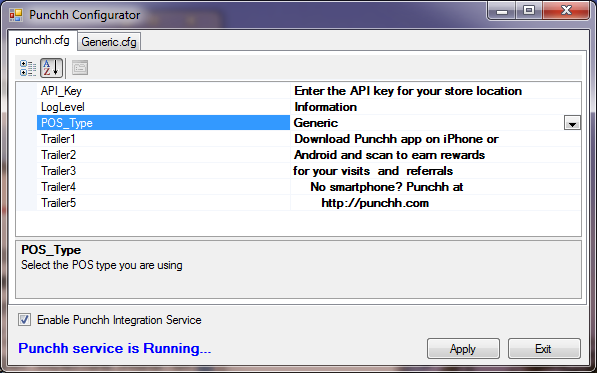 Punchh Configurator
punchh.cfg Generic.cfg
API_Key Enter the API key for your store location
LogLevel Information
POS_Type Generic
Trailer1 Download Punchh app on iPhone or
Trailer2 Android and scan to earn rewards
Trailer3 for your visits and referrals
Trailer4 No smartphone? Punchh at
Trailer5 http://punchh.com
POS_Type
Select the POS type you are using
Enable Punchh Integration Service
Punchh service is Running...
Apply Exit